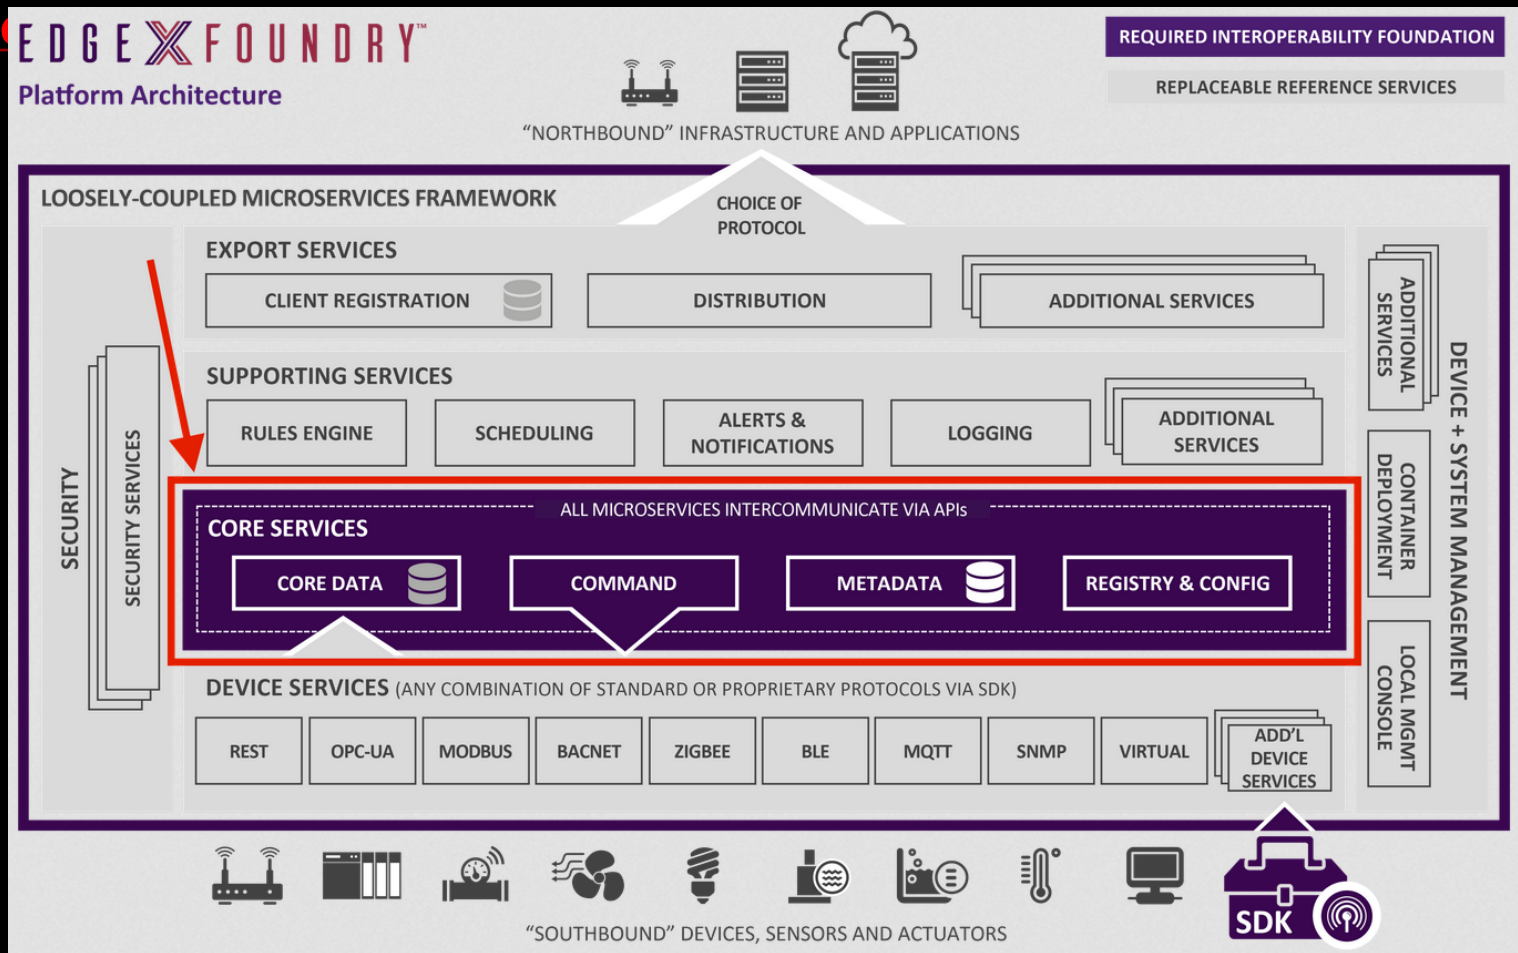 EDGE X FOUNDRY™
Platform Architecture
REQUIRED INTEROPERABILITY FOUNDATION
REPLACEABLE REFERENCE SERVICES
“NORTHBOUND” INFRASTRUCTURE AND APPLICATIONS
LOOSELY-COUPLED MICROSERVICES FRAMEWORK
CHOICE OF
PROTOCOL
EXPORT SERVICES
CLIENT REGISTRATION
DISTRIBUTION
ADDITIONAL SERVICES
SUPPORTING SERVICES
RULES ENGINE
SCHEDULING
ALERTS &
NOTIFICATIONS
LOGGING
ADDITIONAL
SERVICES
SECURITY
SECURITY SERVICES
ALL MICROSERVICES INTERCOMMUNICATE VIA APIs
CORE SERVICES
CORE DATA
COMMAND
METADATA
REGISTRY & CONFIG
DEVICE SERVICES (ANY COMBINATION OF STANDARD OR PROPRIETARY PROTOCOLS VIA SDK)
REST
OPC-UA
MODBUS
BACNET
ZIGBEE
BLE
MQTT
SNMP
VIRTUAL
ADD’L
DEVICE
SERVICES
ADDITIONAL
SERVICES
CONTAINER
DEPLOYMENT
LOCAL MGMT
CONSOLE
DEVICE + SYSTEM MANAGEMENT
“SOUTHBOUND” DEVICES, SENSORS AND ACTUATORS
SDK